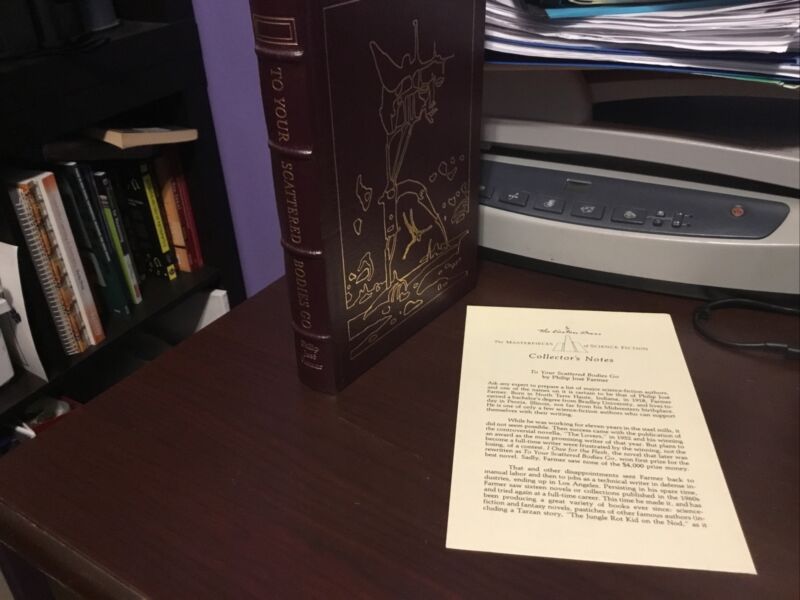 TO YOUR SCATTERED BODIES GO
The Easton Press
The MASTERPIECES of SCIENCE FICTION
Collector's Notes
To Your Scattered Bodies Go
by Philip José Farmer
Ask any expert to prepare a list of major science-fiction authors,
and one of the names on it is certain to be that of Philip José
Farmer. Born in North Terre Haute, Indiana, in 1918, Farmer
earned a bachelor's degree from Bradley University, and lives to-
day in Peoria, Illinois, not far from his Midwestern birthplace.
He is one of only a few science-fiction authors who can support
themselves with their writing.
While he was working for eleven years in the steel mills, it
did not seem possible. Then success came with the publication of
the controversial novella, "The Lovers," in 1952 and his winning
an award as the most promising writer of that year. But plans to
become a full-time writer were frustrated by the winning, not the
losing, of a contest. I Owe for the Flesh, the novel that later was
rewritten as To Your Scattered Bodies Go, won first prize for the
best novel. Sadly, Farmer saw none of the $4,000 prize money.
That and other disappointments sent Farmer back to
manual labor and then to jobs as a technical writer in defense in-
dustries, ending up in Los Angeles. Persisting in his spare time,
Farmer saw sixteen novels or collections published in the 1960s
and tried again at a full-time career. This time he made it, and has
been producing a great variety of books ever since: science-
fiction and fantasy novels, pastiches of other famous authors (in-
cluding a Tarzan story, "The Jungle Rot Kid on the Nod," as it